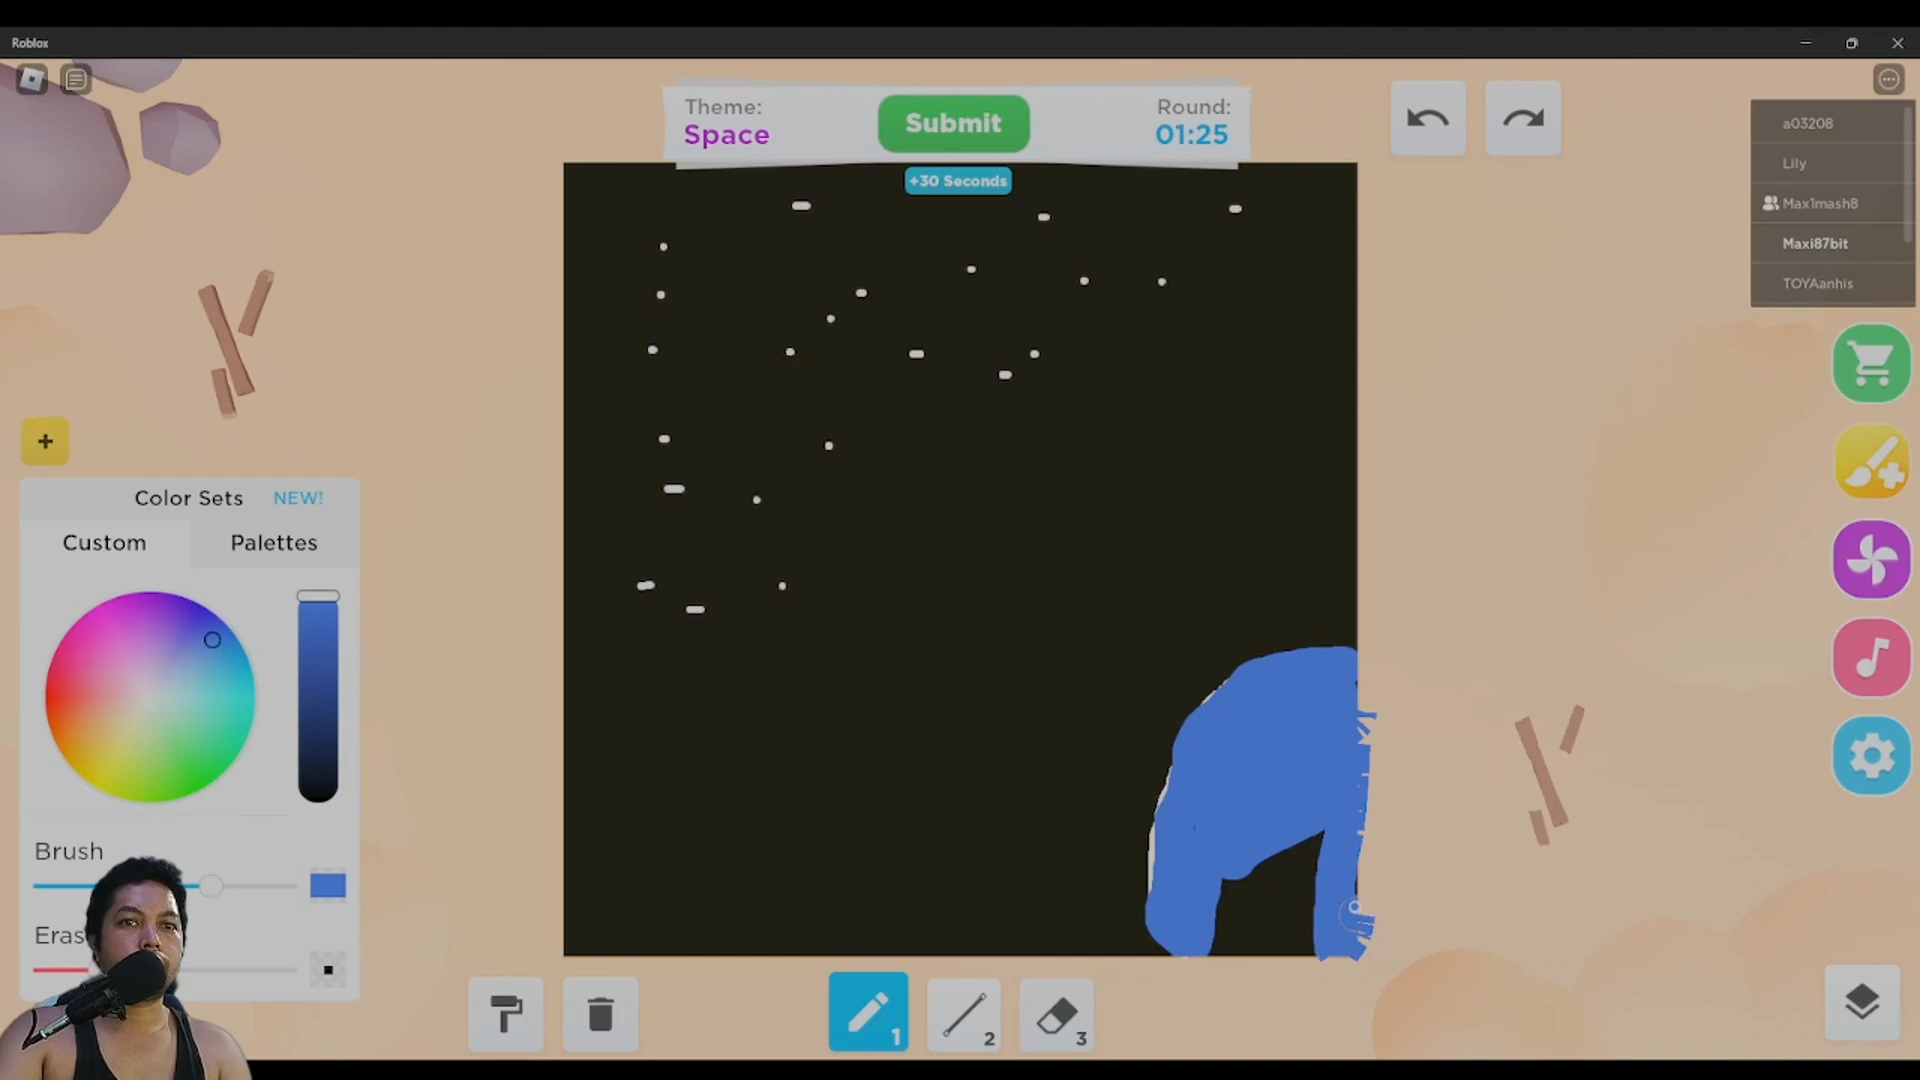 Roblox
Theme:
Space
Submit
Round:
01:25
+30 Seconds
a03208
Lily
Max1mash8
Maxi87bit
TOYAanhis
+
Color Sets NEW!
Custom
Palettes
Brush
Eras
1
2
3